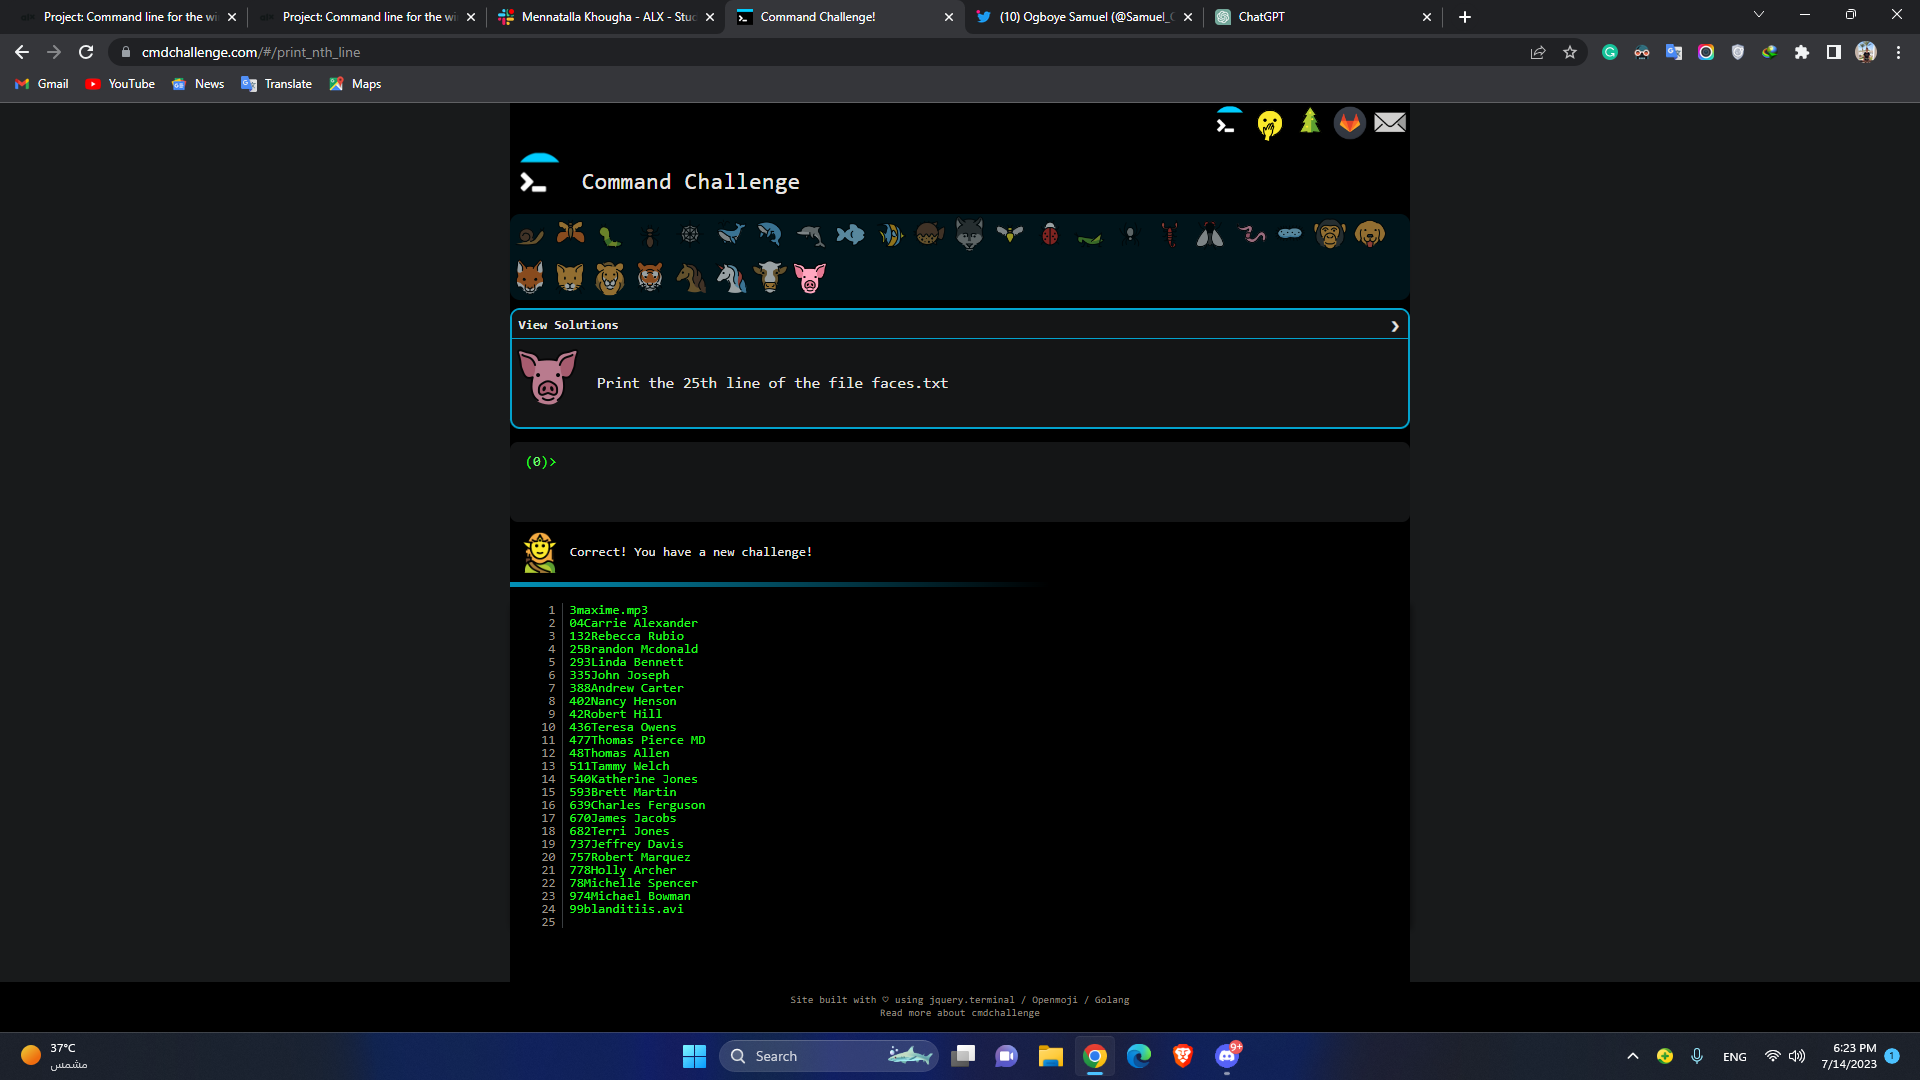 Project: Command line for the wi
Project: Command line for the wi
Mennatalla Khougha - ALX - Stud
Command Challenge!
(10) Ogboye Samuel (@Samuel_O
ChatGPT
cmdchallenge.com/#/print_nth_line
Gmail
YouTube
News
Translate
Maps
Command Challenge
View Solutions
Print the 25th line of the file faces.txt
(0)>
Correct! You have a new challenge!
1 3maxime.mp3
2 04Carrie Alexander
3 132Rebecca Rubio
4 25Brandon Mcdonald
5 293Linda Bennett
6 335John Joseph
7 388Andrew Carter
8 402Nancy Henson
9 42Robert Hill
10 436Teresa Owens
11 477Thomas Pierce MD
12 48Thomas Allen
13 511Tammy Welch
14 540Katherine Jones
15 593Brett Martin
16 639Charles Ferguson
17 670James Jacobs
18 682Terri Jones
19 737Jeffrey Davis
20 757Robert Marquez
21 778Holly Archer
22 78Michelle Spencer
23 974Michael Bowman
24 99blanditiis.avi
25
Site built with ♡ using jquery.terminal / Openmoji / Golang
Read more about cmdchallenge
37°C
مشمس
Search
9+
ENG
6:23 PM
7/14/2023
1